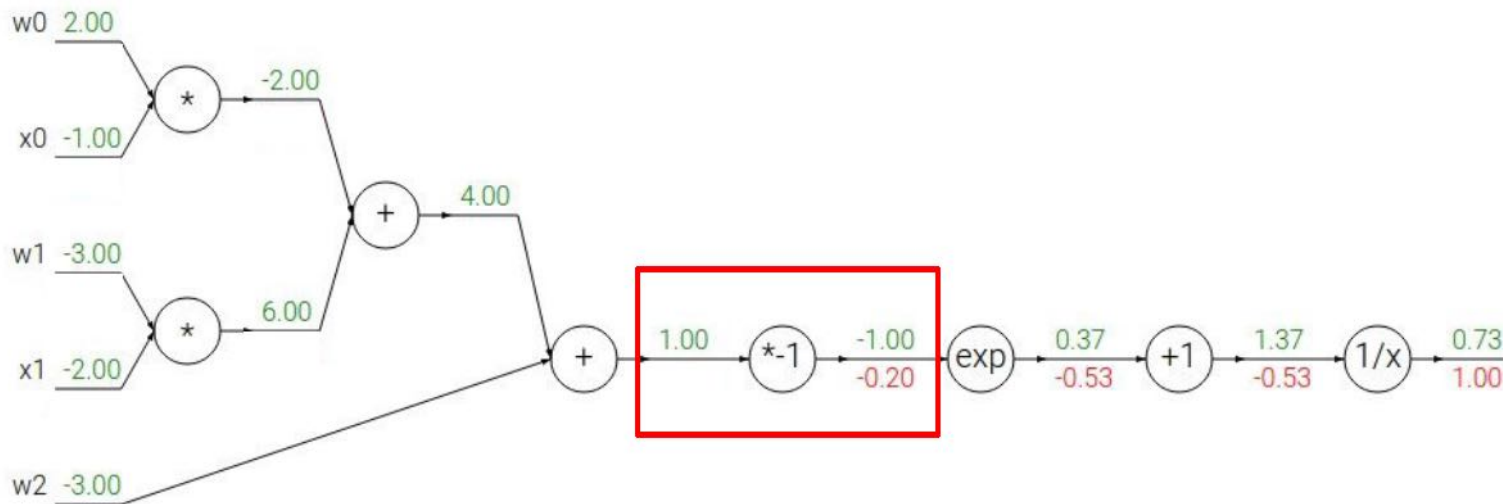 w0 2.00
-2.00
*
x0 -1.00
4.00
+
w1 -3.00
6.00
*
x1 -2.00
+ 1.00 *-1 -1.00 exp 0.37 +1 1.37 1/x 0.73
-0.20 -0.53 -0.53 1.00
w2 -3.00